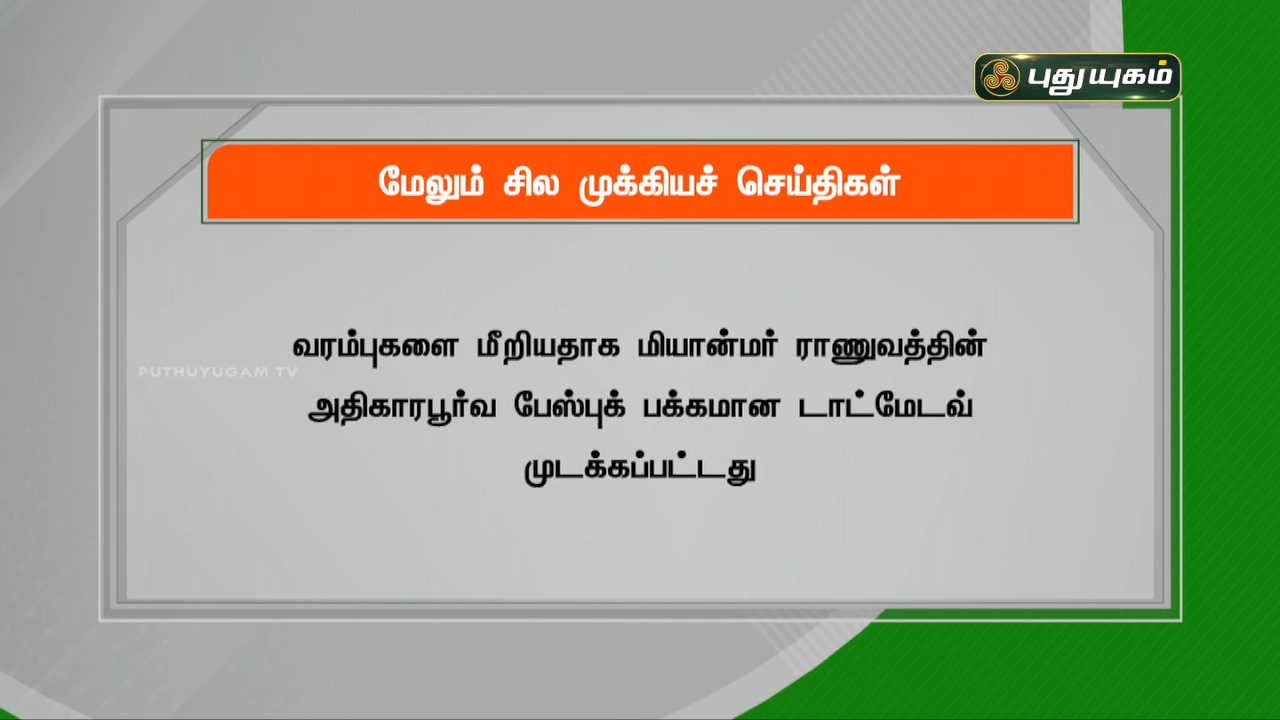 புதுயுகம்
மேலும் சில முக்கியச் செய்திகள்
வரம்புகளை மீறியதாக மியான்மர் ராணுவத்தின்
PUTHUYUGAM TV
அதிகாரபூர்வ பேஸ்புக் பக்கமான டாட்மேடவ்
முடக்கப்பட்டது